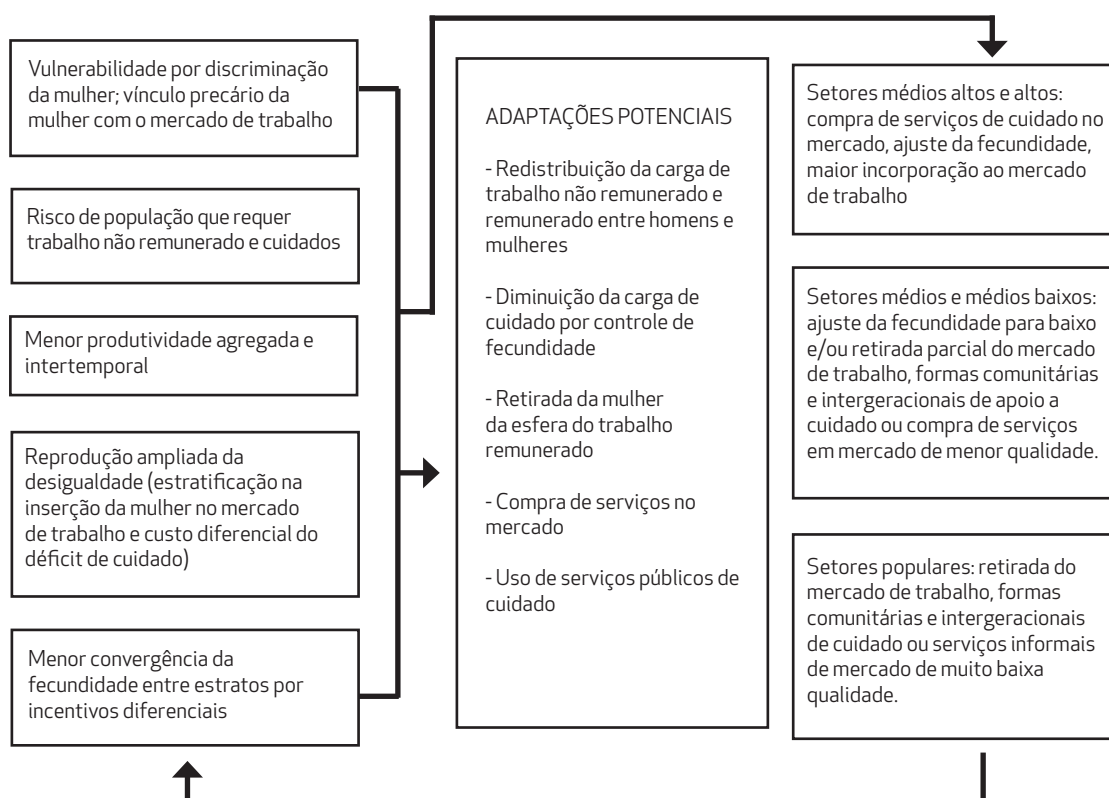 Vulnerabilidade por discriminação
da mulher; vínculo precário da
mulher com o mercado de trabalho
Risco de população que requer
trabalho não remunerado e cuidados
Menor produtividade agregada e
intertemporal
Reprodução ampliada da
desigualdade (estratificação na
inserção da mulher no mercado
de trabalho e custo diferencial do
déficit de cuidado)
Menor convergência da
fecundidade entre estratos por
incentivos diferenciais
ADAPTAÇÕES POTENCIAIS
- Redistribuição da carga de
trabalho não remunerado e
remunerado entre homens e
mulheres
- Diminuição da carga de
cuidado por controle de
fecundidade
- Retirada da mulher
da esfera do trabalho
remunerado
- Compra de serviços no
mercado
- Uso de serviços públicos de
cuidado
Setores médios altos e altos:
compra de serviços de cuidado no
mercado, ajuste da fecundidade,
maior incorporação ao mercado
de trabalho
Setores médios e médios baixos:
ajuste da fecundidade para baixo
e/ou retirada parcial do mercado
de trabalho, formas comunitárias
e intergeracionais de apoio a
cuidado ou compra de serviços
em mercado de menor qualidade.
Setores populares: retirada do
mercado de trabalho, formas
comunitárias e intergeracionais
de cuidado ou serviços informais
de mercado de muito baixa
qualidade.